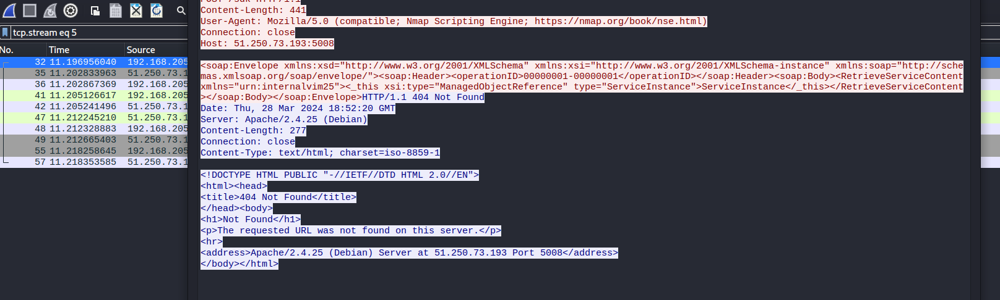 POST /sdk HTTP/1.1
Content-Length: 441
User-Agent: Mozilla/5.0 (compatible; Nmap Scripting Engine; https://nmap.org/book/nse.html)
Connection: close
Host: 51.250.73.193:5008
tcp.stream eq 5
No. Time Source
32 11.196956040 192.168.205
35 11.202833963 51.250.73.1
36 11.202867369 192.168.205
41 11.205126617 192.168.205
42 11.205241496 51.250.73.1
47 11.212245210 51.250.73.1
48 11.212328883 192.168.205
49 11.212665403 51.250.73.1
55 11.218258645 192.168.205
57 11.218353585 51.250.73.1
<soap:Envelope xmlns:xsd="http://www.w3.org/2001/XMLSchema" xmlns:xsi="http://www.w3.org/2001/XMLSchema-instance" xmlns:soap="http://sche
mas.xmlsoap.org/soap/envelope/"><soap:Header><operationID>00000001-00000001</operationID></soap:Header><soap:Body><RetrieveServiceContent
xmlns="urn:internalvim25"><_this xsi:type="ManagedObjectReference" type="ServiceInstance">ServiceInstance</_this></RetrieveServiceContent
></soap:Body></soap:Envelope>HTTP/1.1 404 Not Found
Date: Thu, 28 Mar 2024 18:52:20 GMT
Server: Apache/2.4.25 (Debian)
Content-Length: 277
Connection: close
Content-Type: text/html; charset=iso-8859-1
<!DOCTYPE HTML PUBLIC "-//IETF//DTD HTML 2.0//EN">
<html><head>
<title>404 Not Found</title>
</head><body>
<h1>Not Found</h1>
<p>The requested URL was not found on this server.</p>
<hr>
<address>Apache/2.4.25 (Debian) Server at 51.250.73.193 Port 5008</address>
</body></html>